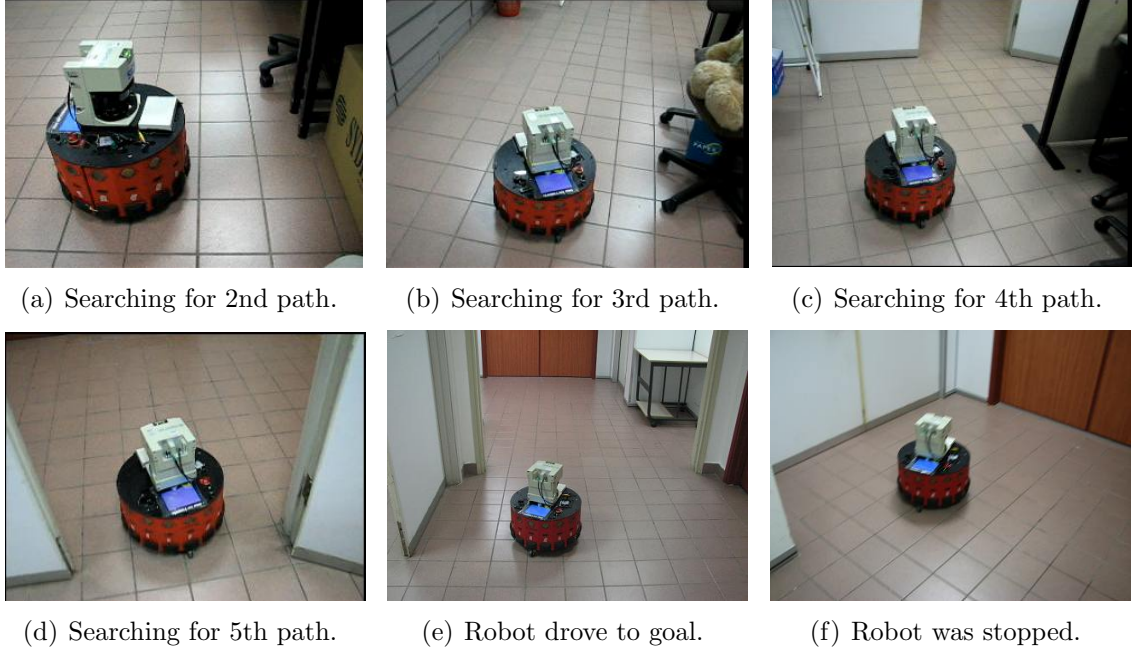 (a) Searching for 2nd path.
(b) Searching for 3rd path.
(c) Searching for 4th path.
(d) Searching for 5th path.
(e) Robot drove to goal.
(f) Robot was stopped.